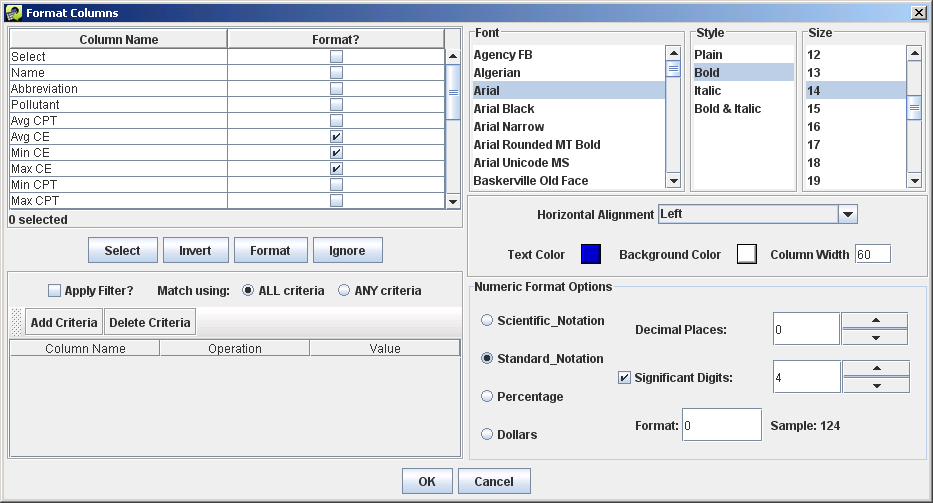 Format Columns
Column Name Format?
Select
Name
Abbreviation
Pollutant
Avg CPT
Avg CE
Min CE
Max CE
Min CPT
Max CPT
0 selected
Select Invert Format Ignore
Apply Filter? Match using: ALL criteria ANY criteria
Add Criteria Delete Criteria
Column Name Operation Value
Font
Agency FB
Algerian
Arial
Arial Black
Arial Narrow
Arial Rounded MT Bold
Arial Unicode MS
Baskerville Old Face
Style
Plain
Bold
Italic
Bold & Italic
Size
12
13
14
15
16
17
18
19
Horizontal Alignment Left
Text Color Background Color Column Width 60
Numeric Format Options
Scientific_Notation
Standard_Notation
Percentage
Dollars
Decimal Places: 0
Significant Digits: 4
Format: 0 Sample: 124
OK Cancel